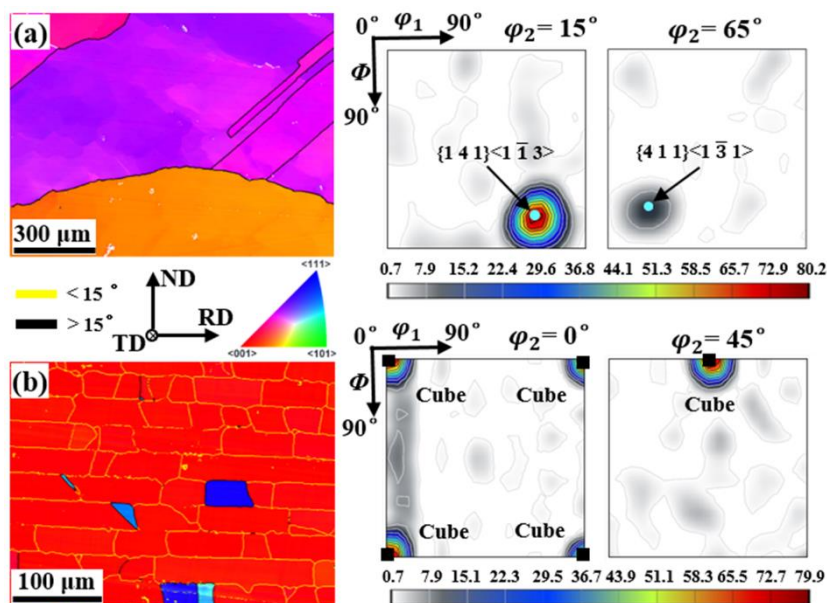 (a)
300 μm
0° φ₁ 90° φ₂ = 15° φ₂ = 65°
Φ
90°
{1 4 1}<1 1̄ 3> {4 1 1}<1 3̄ 1>
0.7 7.9 15.2 22.4 29.6 36.8 44.1 51.3 58.5 65.7 72.9 80.2
< 15°
> 15°
ND
TD RD
<111>
<001> <101>
(b)
100 μm
0° φ₁ 90° φ₂ = 0° φ₂ = 45°
Φ
90°
Cube Cube Cube
Cube Cube
0.7 7.9 15.1 22.3 29.5 36.7 43.9 51.1 58.3 65.5 72.7 79.9